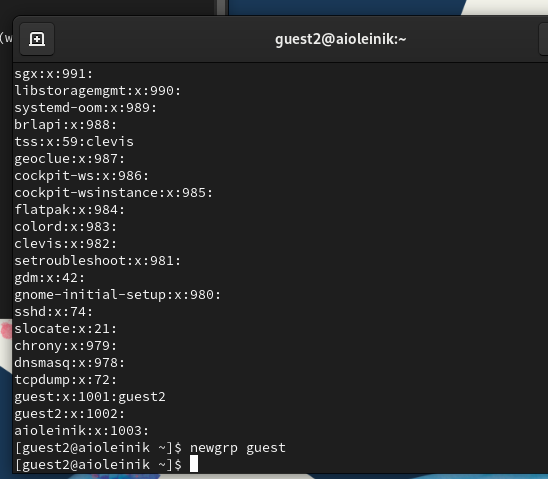 (w
guest2@aioleinik:~
sgx:x:991:
libstoragemgmt:x:990:
systemd-oom:x:989:
brlapi:x:988:
tss:x:59:clevis
geoclue:x:987:
cockpit-ws:x:986:
cockpit-wsinstance:x:985:
flatpak:x:984:
colord:x:983:
clevis:x:982:
setroubleshoot:x:981:
gdm:x:42:
gnome-initial-setup:x:980:
sshd:x:74:
slocate:x:21:
chrony:x:979:
dnsmasq:x:978:
tcpdump:x:72:
guest:x:1001:guest2
guest2:x:1002:
aioleinik:x:1003:
[guest2@aioleinik ~]$ newgrp guest
[guest2@aioleinik ~]$